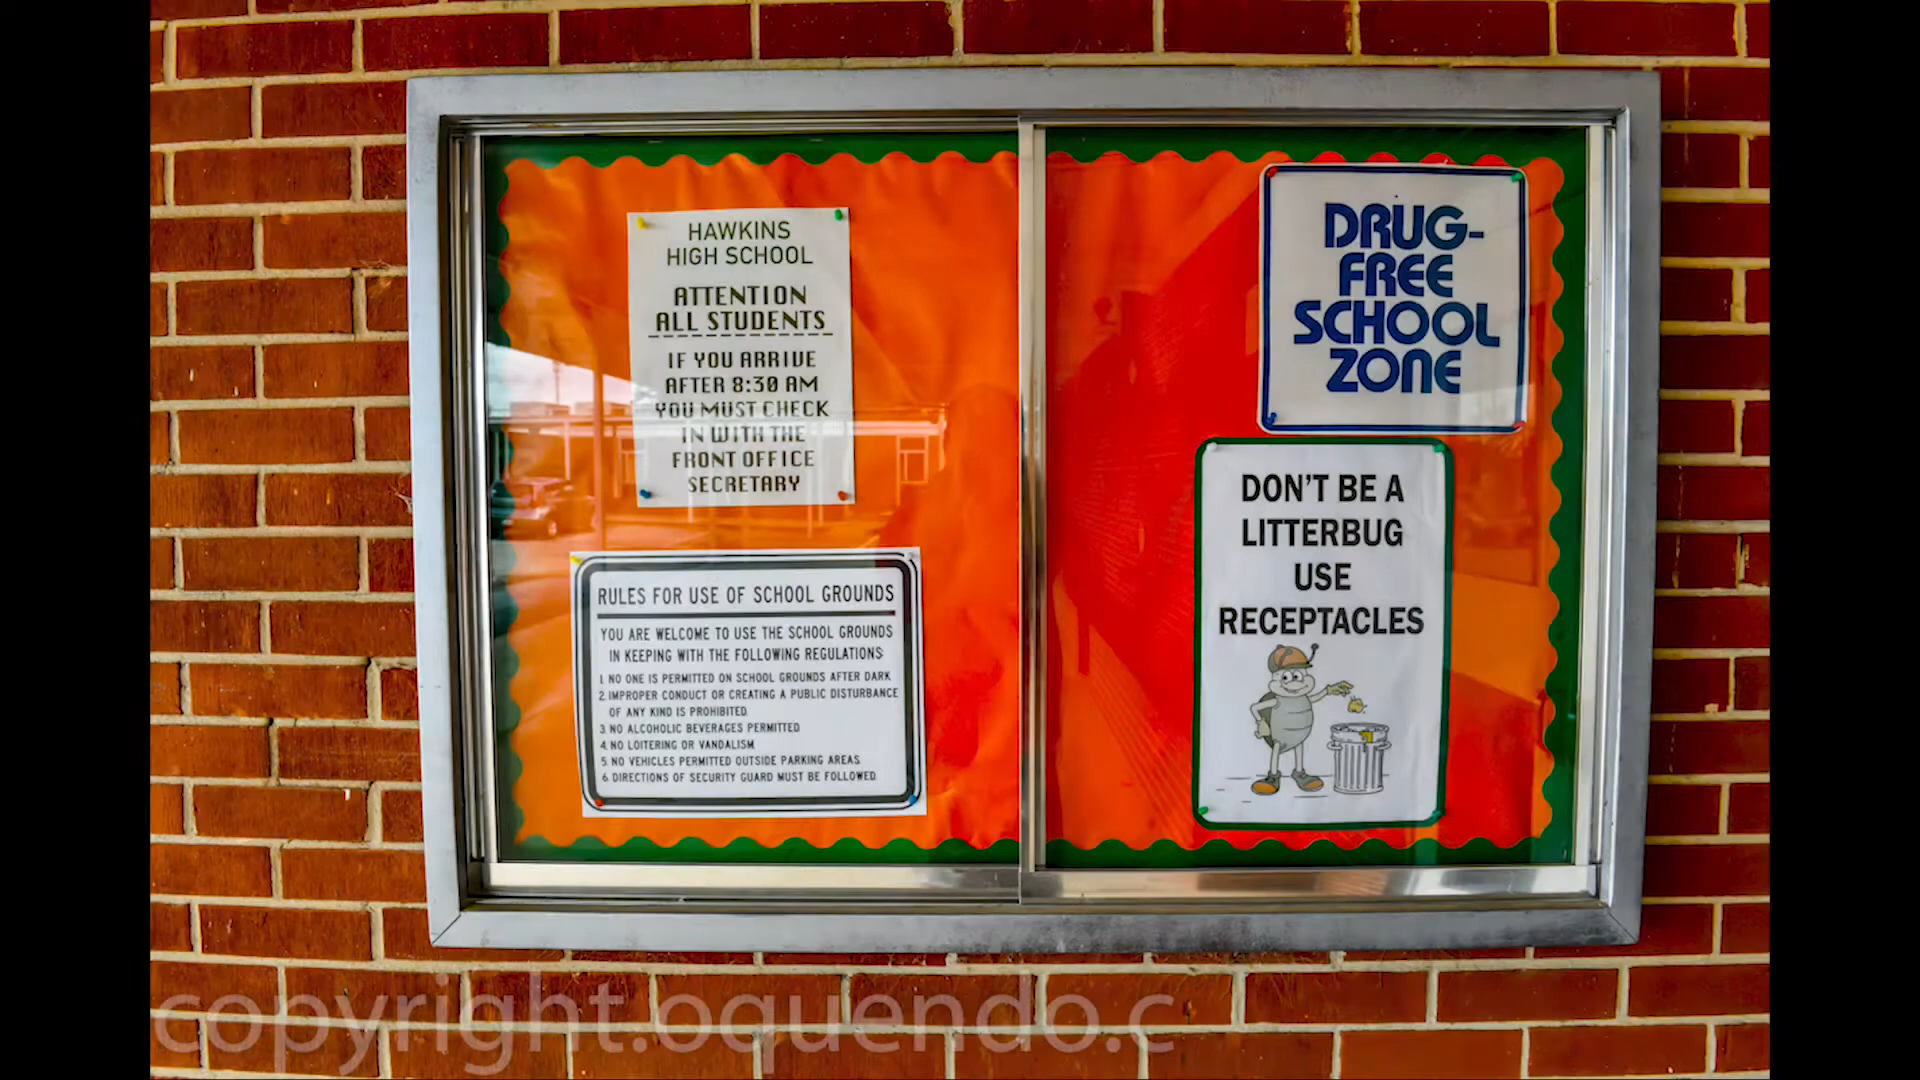 HAWKINS
HIGH SCHOOL
ATTENTION
ALL STUDENTS
IF YOU ARRIVE
AFTER 8:30 AM
YOU MUST CHECK
IN WITH THE
FRONT OFFICE
SECRETARY
RULES FOR USE OF SCHOOL GROUNDS
YOU ARE WELCOME TO USE THE SCHOOL GROUNDS
IN KEEPING WITH THE FOLLOWING REGULATIONS:
1. NO ONE IS PERMITTED ON SCHOOL GROUNDS AFTER DARK
2. IMPROPER CONDUCT OR CREATING A PUBLIC DISTURBANCE
OF ANY KIND IS PROHIBITED.
3. NO ALCOHOLIC BEVERAGES PERMITTED.
4. NO LOITERING OR VANDALISM.
5. NO VEHICLES PERMITTED OUTSIDE PARKING AREAS.
6. DIRECTIONS OF SECURITY GUARD MUST BE FOLLOWED.
DRUG-
FREE
SCHOOL
ZONE
DON'T BE A
LITTERBUG
USE
RECEPTACLES
copyright.oquendo.c